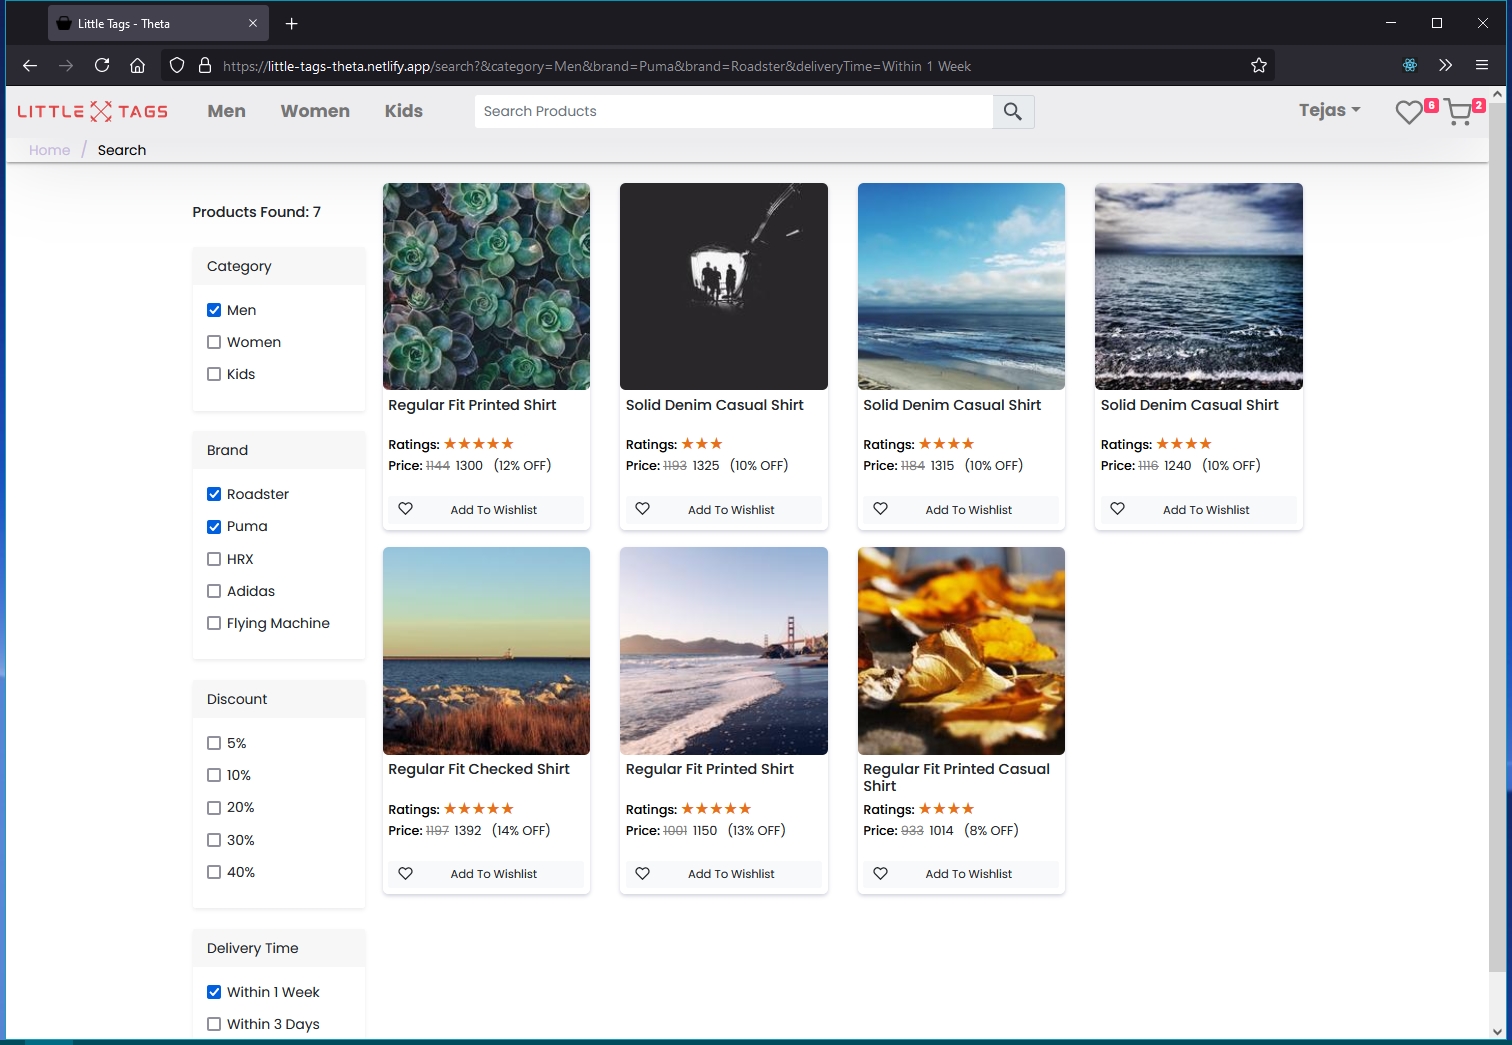 Little Tags - Theta
https://little-tags-theta.netlify.app/search?&category=Men&brand=Puma&brand=Roadster&deliveryTime=Within 1 Week
LITTLE TAGS
Men Women Kids
Search Products
Tejas
6
2
Home / Search
Products Found: 7
Category
Men
Women
Kids
Brand
Roadster
Puma
HRX
Adidas
Flying Machine
Discount
5%
10%
20%
30%
40%
Delivery Time
Within 1 Week
Within 3 Days
Regular Fit Printed Shirt
Ratings: ★★★★★
Price: 1144 1300 (12% OFF)
Add To Wishlist
Solid Denim Casual Shirt
Ratings: ★★★
Price: 1193 1325 (10% OFF)
Add To Wishlist
Solid Denim Casual Shirt
Ratings: ★★★★
Price: 1184 1315 (10% OFF)
Add To Wishlist
Solid Denim Casual Shirt
Ratings: ★★★★
Price: 1116 1240 (10% OFF)
Add To Wishlist
Regular Fit Checked Shirt
Ratings: ★★★★★
Price: 1197 1392 (14% OFF)
Add To Wishlist
Regular Fit Printed Shirt
Ratings: ★★★★★
Price: 1001 1150 (13% OFF)
Add To Wishlist
Regular Fit Printed Casual
Shirt
Ratings: ★★★★
Price: 933 1014 (8% OFF)
Add To Wishlist